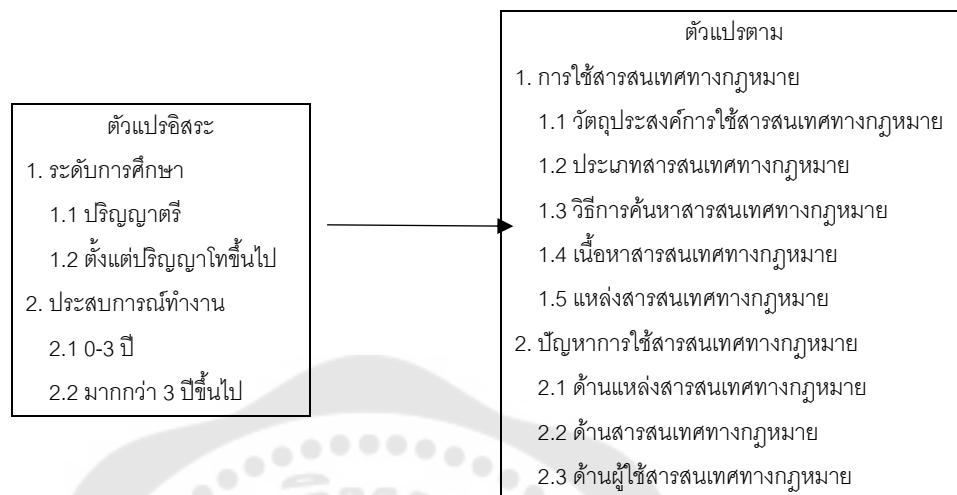 ตัวแปรอิสระ
1. ระดับการศึกษา
1.1 ปริญญาตรี
1.2 ตั้งแต่ปริญญาโทขึ้นไป
2. ประสบการณ์ทำงาน
2.1 0-3 ปี
2.2 มากกว่า 3 ปีขึ้นไป
ตัวแปรตาม
1. การใช้สารสนเทศทางกฎหมาย
1.1 วัตถุประสงค์การใช้สารสนเทศทางกฎหมาย
1.2 ประเภทสารสนเทศทางกฎหมาย
1.3 วิธีการค้นหาสารสนเทศทางกฎหมาย
1.4 เนื้อหาสารสนเทศทางกฎหมาย
1.5 แหล่งสารสนเทศทางกฎหมาย
2. ปัญหาการใช้สารสนเทศทางกฎหมาย
2.1 ด้านแหล่งสารสนเทศทางกฎหมาย
2.2 ด้านสารสนเทศทางกฎหมาย
2.3 ด้านผู้ใช้สารสนเทศทางกฎหมาย